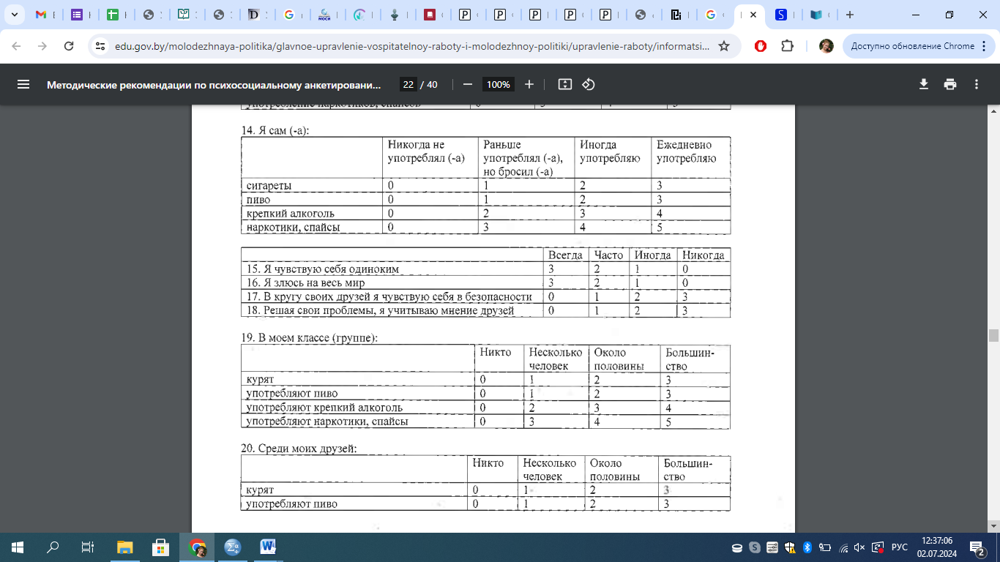 edu.gov.by/molodezhnaya-politika/glavnoe-upravlenie-vospitatelnoy-raboty-i-molodezhnoy-politiki/upravlenie-raboty/informatsi...
Доступно обновление Chrome
Методические рекомендации по психосоциальному анкетировани...
22 / 40
100%
употребление наркотиков, спайсов
14. Я сам (-а):
Никогда не Раньше Иногда Ежедневно
употреблял (-а) употреблял (-а), употребляю употребляю
но бросил (-а)
сигареты 0 1 2 3
пиво 0 1 2 3
крепкий алкоголь 0 2 3 4
наркотики, спайсы 0 3 4 5
Всегда Часто Иногда Никогда
15. Я чувствую себя одиноким 3 2 1 0
16. Я злюсь на весь мир 3 2 1 0
17. В кругу своих друзей я чувствую себя в безопасности 0 1 2 3
18. Решая свои проблемы, я учитываю мнение друзей 0 1 2 3
19. В моем классе (группе):
Никто Несколько Около Большин-
человек половины ство
курят 0 1 2 3
употребляют пиво 0 1 2 3
употребляют крепкий алкоголь 0 2 3 4
употребляют наркотики, спайсы 0 3 4 5
20. Среди моих друзей:
Никто Несколько Около Большин-
человек половины ство
курят 0 1 2 3
употребляют пиво 0 1 2 3
РУС
12:37:06
02.07.2024
2